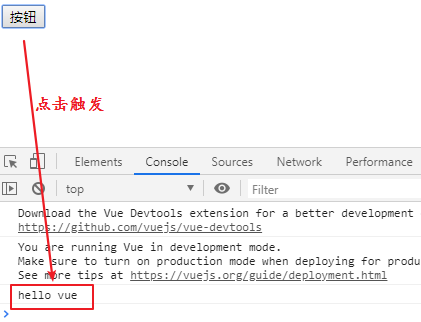 按钮
点击触发
Elements Console Sources Network Performance
top Filter
Download the Vue Devtools extension for a better development
https://github.com/vuejs/vue-devtools
You are running Vue in development mode.
Make sure to turn on production mode when deploying for produ
See more tips at https://vuejs.org/guide/deployment.html
hello vue